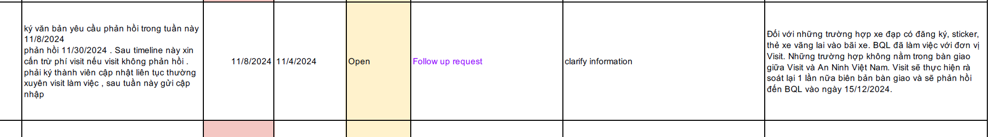 ký văn bản yêu cầu phản hồi trong tuần này
11/8/2024
phản hồi 11/30/2024 . Sau timeline này xin
cấn trừ phí visit nếu visit không phản hồi .
phải ký thành viên cập nhật liên tục thường
xuyên visit làm việc , sau tuần này gửi cập
nhập
11/8/2024
11/4/2024
Open
Follow up request
clarify information
Đối với những trường hợp xe đạp có đăng ký, sticker,
thẻ xe vãng lai vào bãi xe. BQL đã làm việc với đơn vị
Visit. Những trường hợp không nằm trong bàn giao
giữa Visit và An Ninh Việt Nam. Visit sẽ thực hiện rà
soát lại 1 lần nữa biên bản bàn giao và sẽ phản hồi
đến BQL vào ngày 15/12/2024.